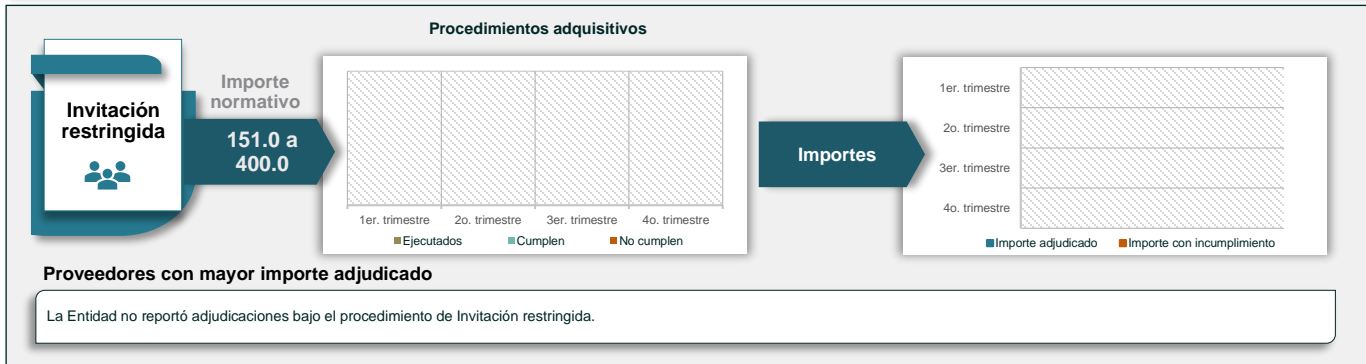 Procedimientos adquisitivos
Invitación
restringida
Importe
normativo
151.0 a
400.0
1er. trimestre
2o. trimestre
3er. trimestre
4o. trimestre
Ejecutados
Cumplen
No cumplen
Importes
1er. trimestre
2o. trimestre
3er. trimestre
4o. trimestre
Importe adjudicado
Importe con incumplimiento
Proveedores con mayor importe adjudicado
La Entidad no reportó adjudicaciones bajo el procedimiento de Invitación restringida.